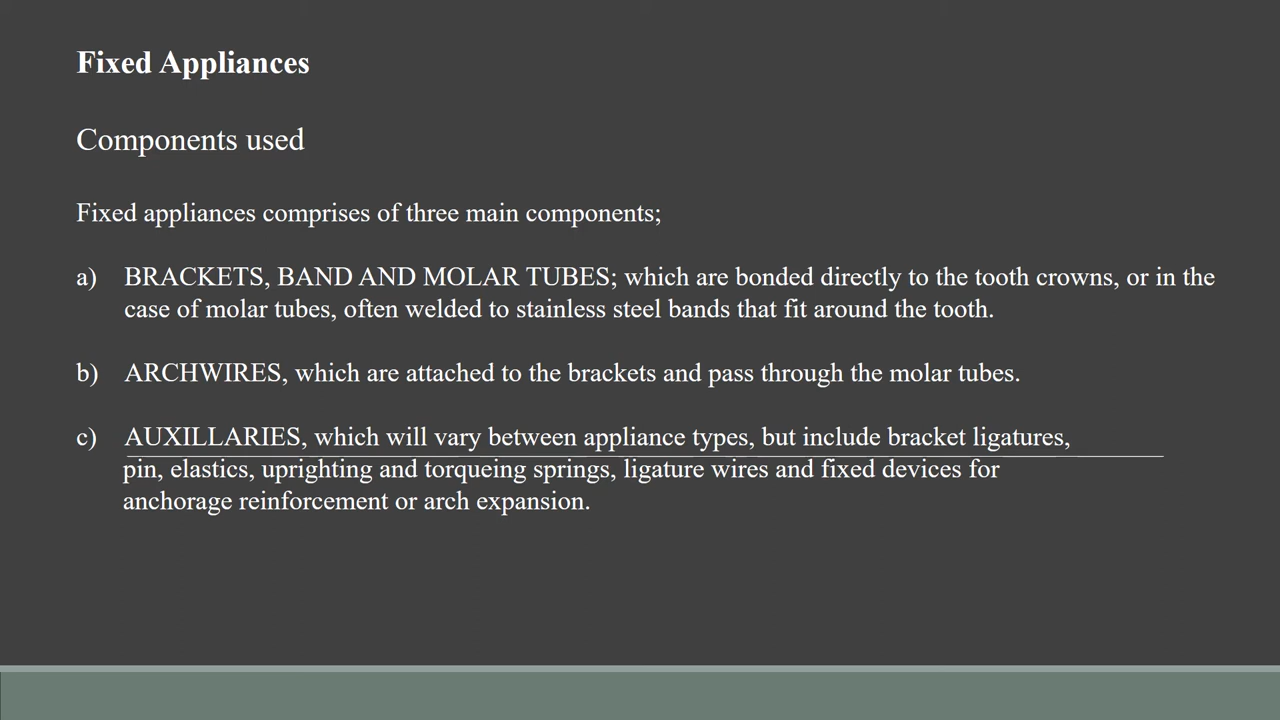 Fixed Appliances
Components used
Fixed appliances comprises of three main components;
a) BRACKETS, BAND AND MOLAR TUBES; which are bonded directly to the tooth crowns, or in the
case of molar tubes, often welded to stainless steel bands that fit around the tooth.
b) ARCHWIRES, which are attached to the brackets and pass through the molar tubes.
c) AUXILLARIES, which will vary between appliance types, but include bracket ligatures,
pin, elastics, uprighting and torqueing springs, ligature wires and fixed devices for
anchorage reinforcement or arch expansion.